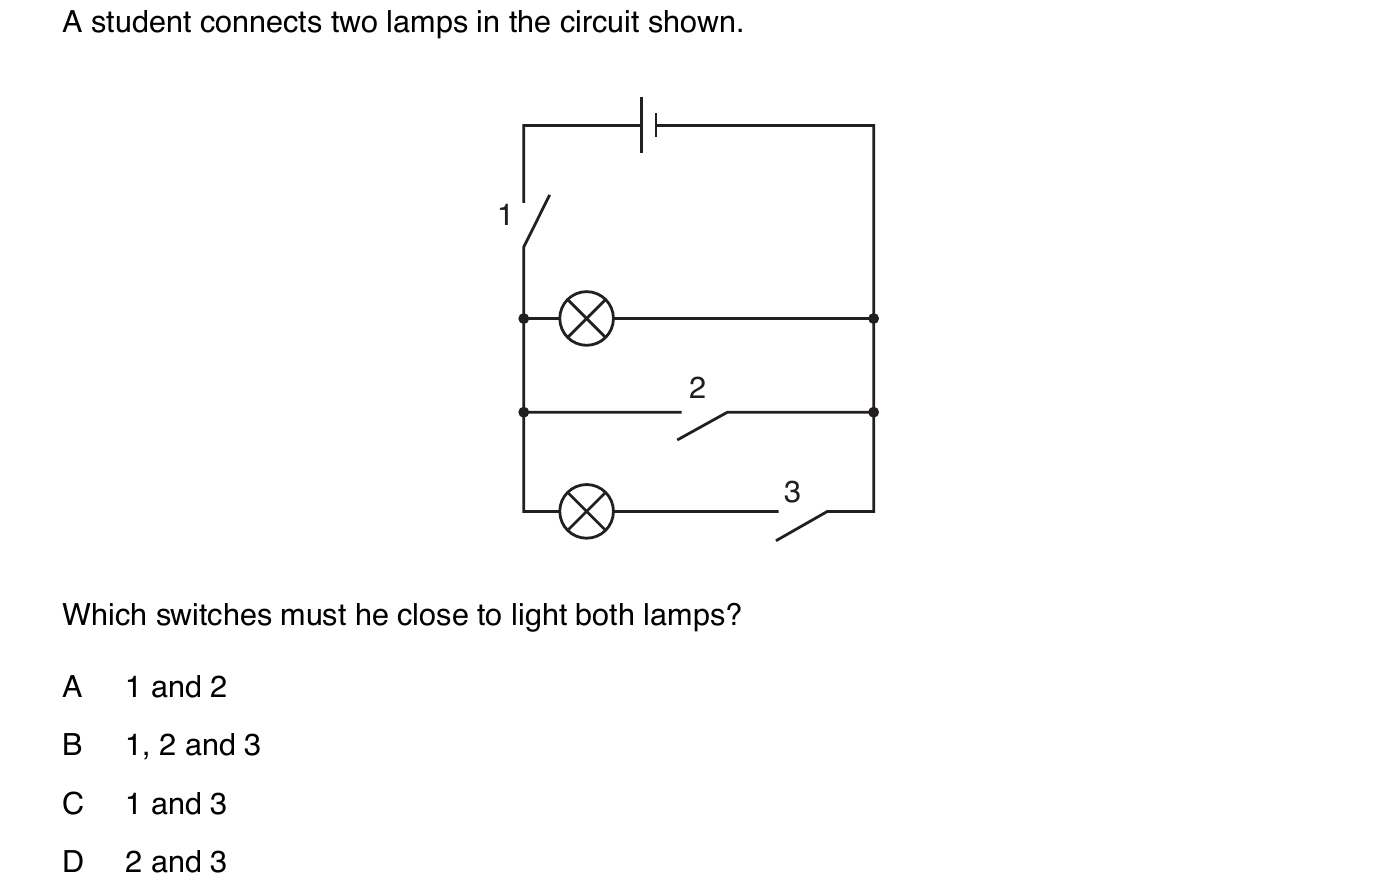 A student connects two lamps in the circuit shown.
1
2
3
Which switches must he close to light both lamps?
A 1 and 2
B 1, 2 and 3
C 1 and 3
D 2 and 3